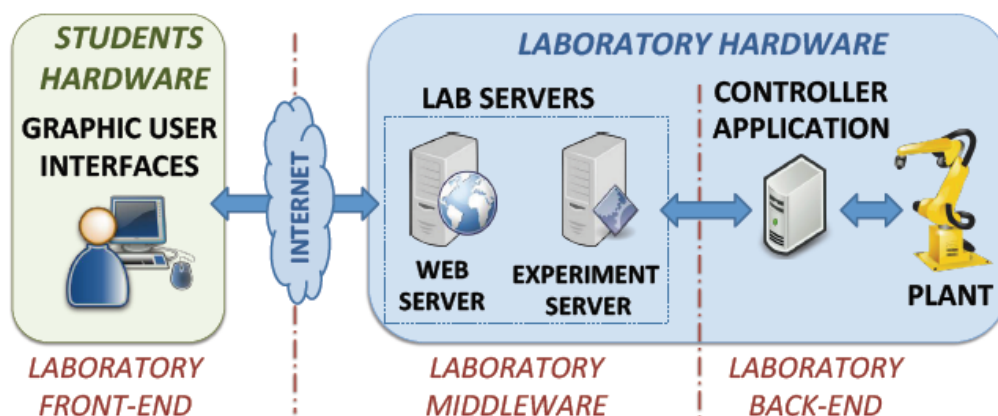 STUDENTS
HARDWARE
GRAPHIC USER
INTERFACES
INTERNET
LABORATORY HARDWARE
LAB SERVERS
WEB
SERVER
EXPERIMENT
SERVER
CONTROLLER
APPLICATION
PLANT
LABORATORY
FRONT-END
LABORATORY
MIDDLEWARE
LABORATORY
BACK-END